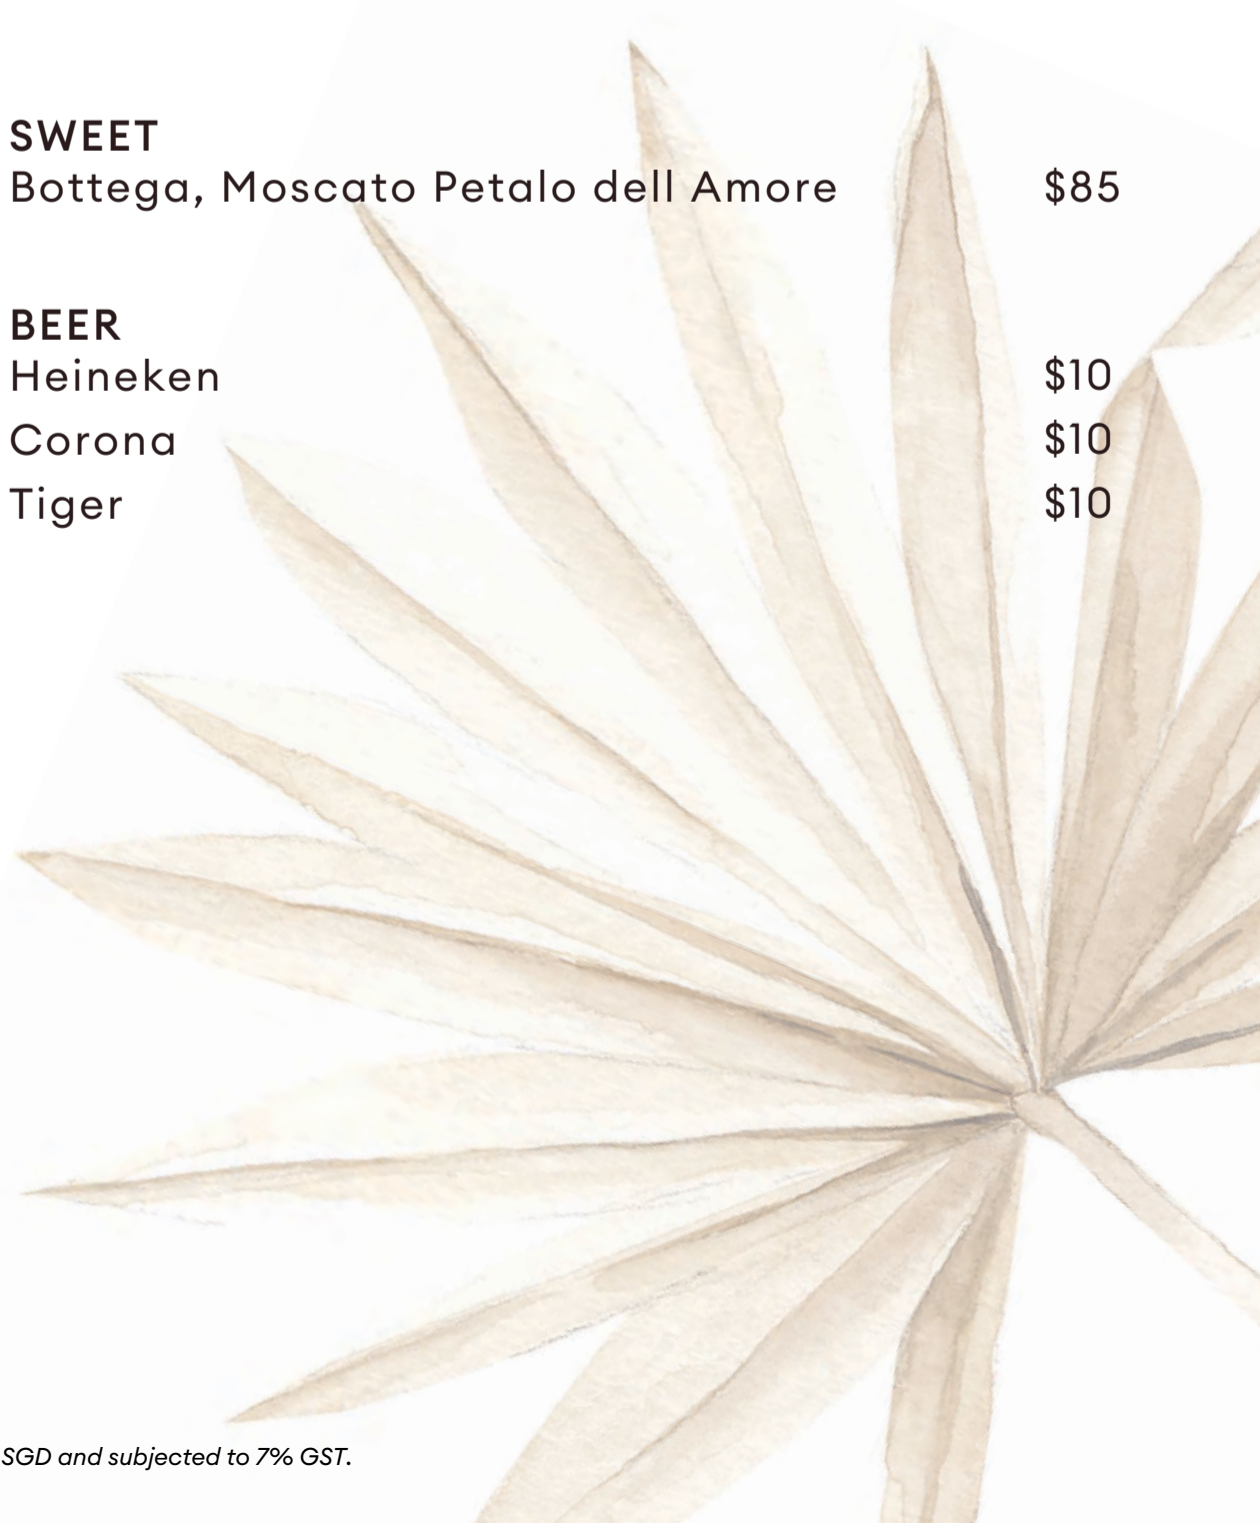 SWEET
Bottega, Moscato Petalo dell Amore $85
BEER
Heineken $10
Corona $10
Tiger $10
SGD and subjected to 7% GST.